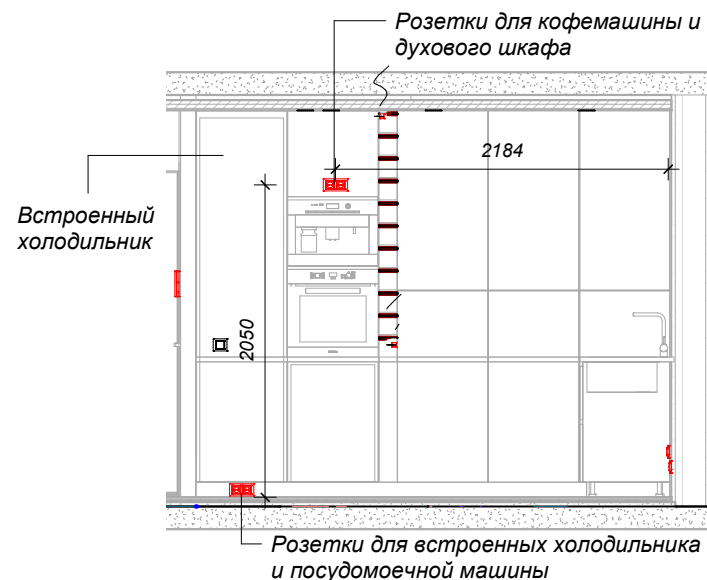 Розетки для кофемашины и
духового шкафа
2184
Встроенный
холодильник
2050
Розетки для встроенных холодильника
и посудомоечной машины